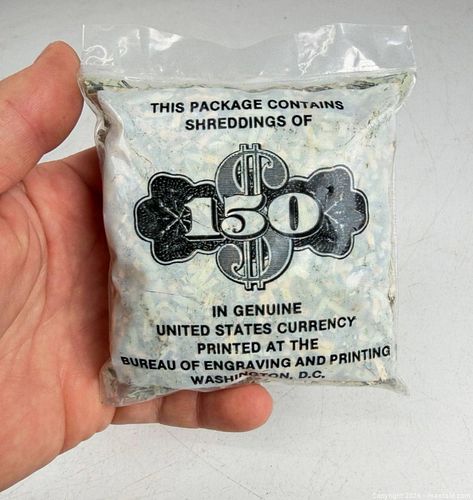 THIS PACKAGE CONTAINS
SHREDDINGS OF
$150
IN GENUINE
UNITED STATES CURRENCY
PRINTED AT THE
BUREAU OF ENGRAVING AND PRINTING
WASHINGTON, D.C.